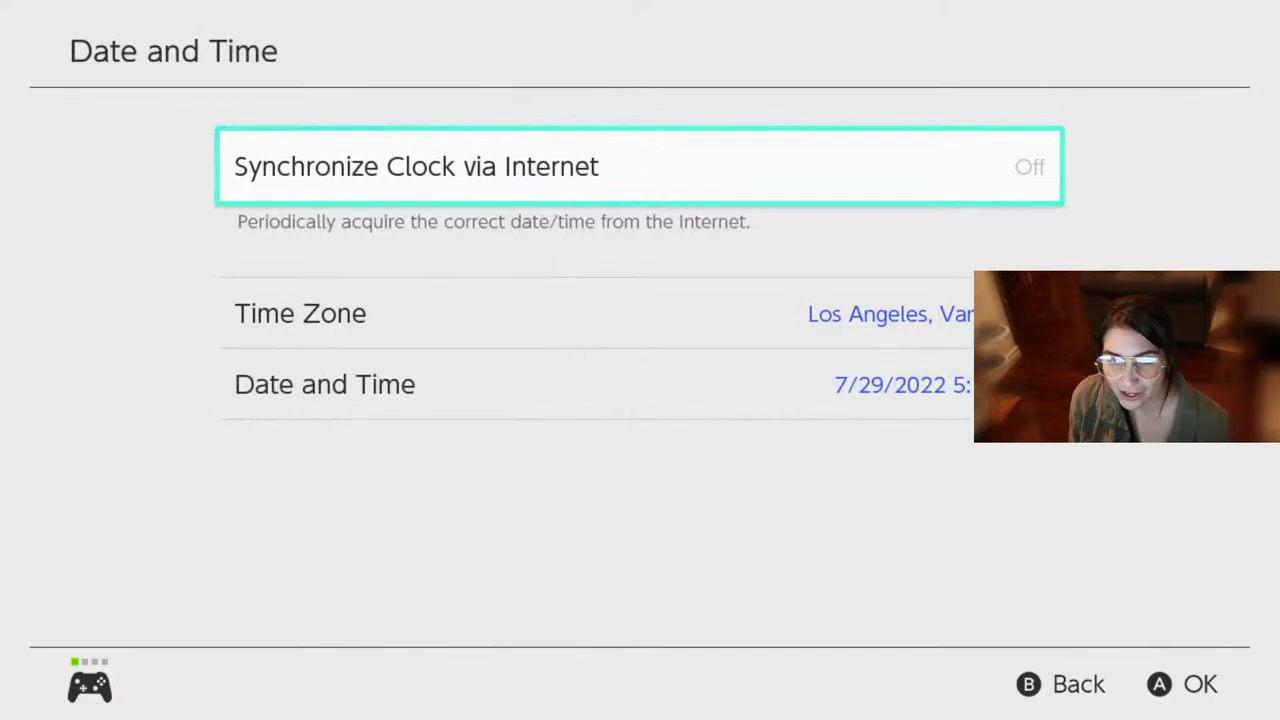 Date and Time
Synchronize Clock via Internet Off
Periodically acquire the correct date/time from the Internet.
Time Zone Los Angeles,
Date and Time 7/29/2022 5:
B Back A OK